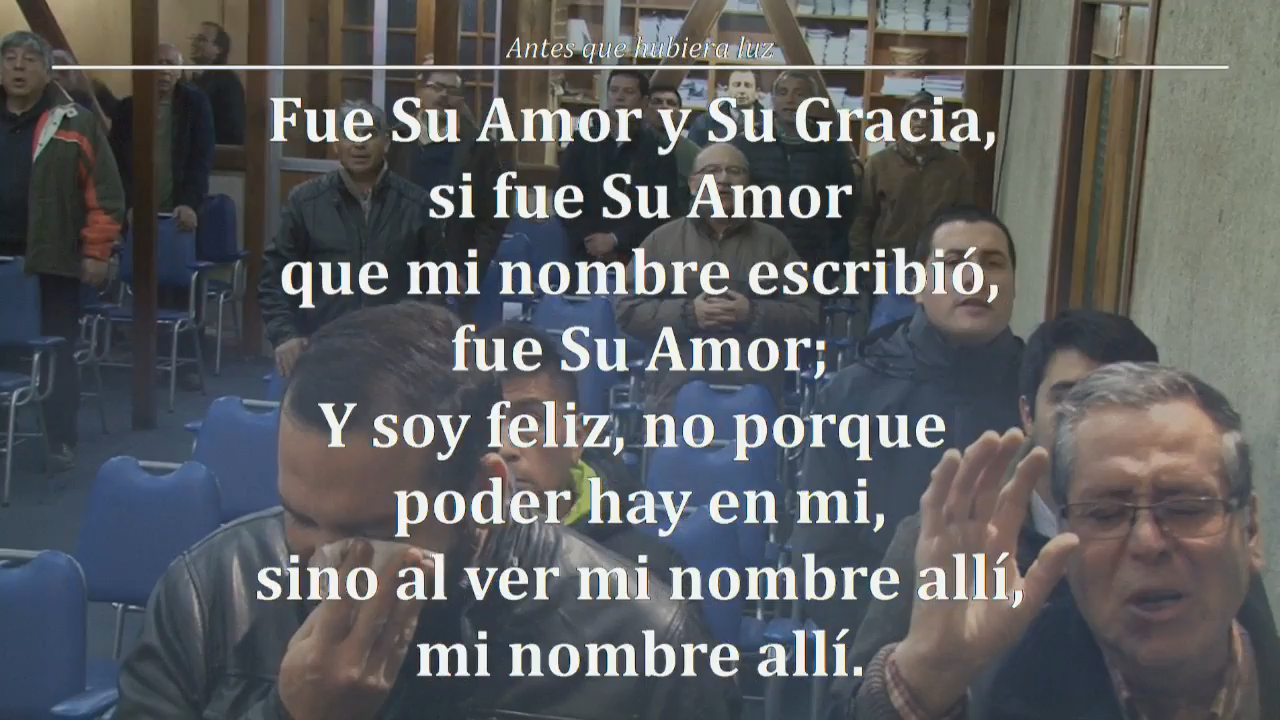 Antes que hubiera luz
Fue Su Amor y Su Gracia,
si fue Su Amor
que mi nombre escribió,
fue Su Amor;
Y soy feliz, no porque
poder hay en mi,
sino al ver mi nombre allí,
mi nombre allí.